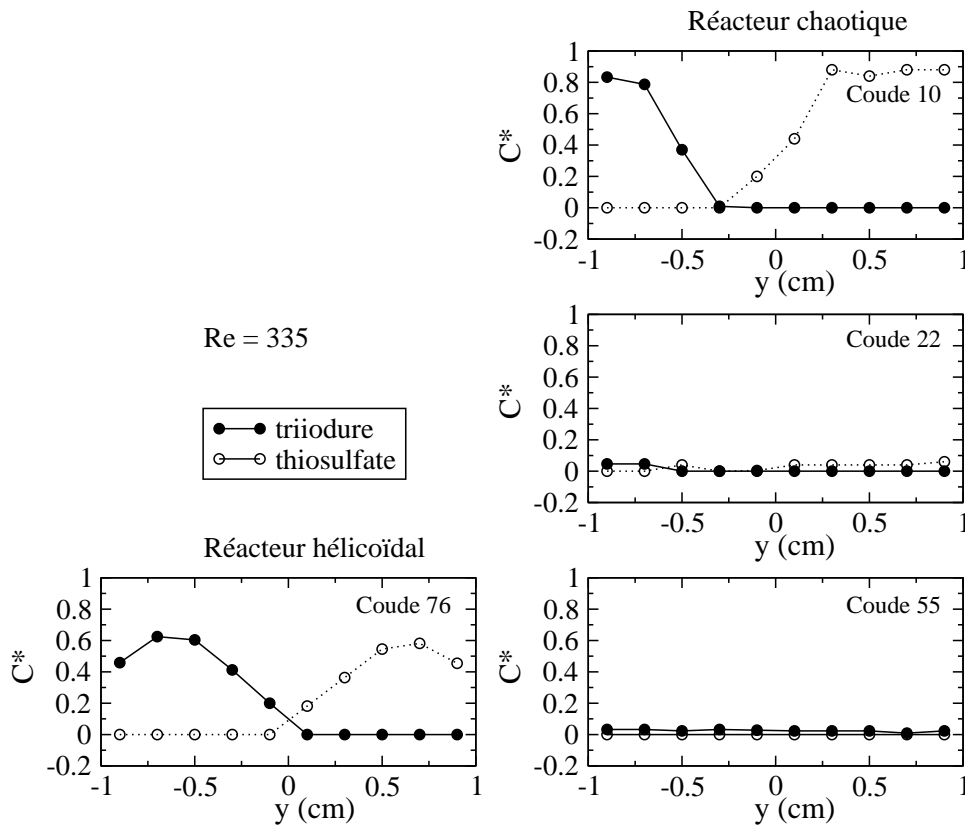 Réacteur chaotique
1
0.8
0.6
0.4
0.2
0
-0.2
C*
Coude 10
-1 -0.5 0 0.5 1
y (cm)
Re = 335
triiodure
thiosulfate
1
0.8
0.6
0.4
0.2
0
-0.2
C*
Coude 22
-1 -0.5 0 0.5 1
y (cm)
Réacteur hélicoïdal
1
0.8
0.6
0.4
0.2
0
-0.2
C*
Coude 76
-1 -0.5 0 0.5 1
y (cm)
1
0.8
0.6
0.4
0.2
0
-0.2
C*
Coude 55
-1 -0.5 0 0.5 1
y (cm)